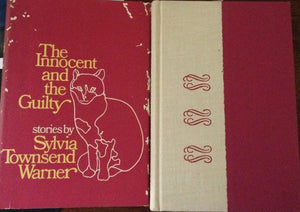 The
Innocent
and the
Guilty
stories by
Sylvia
Townsend
Warner